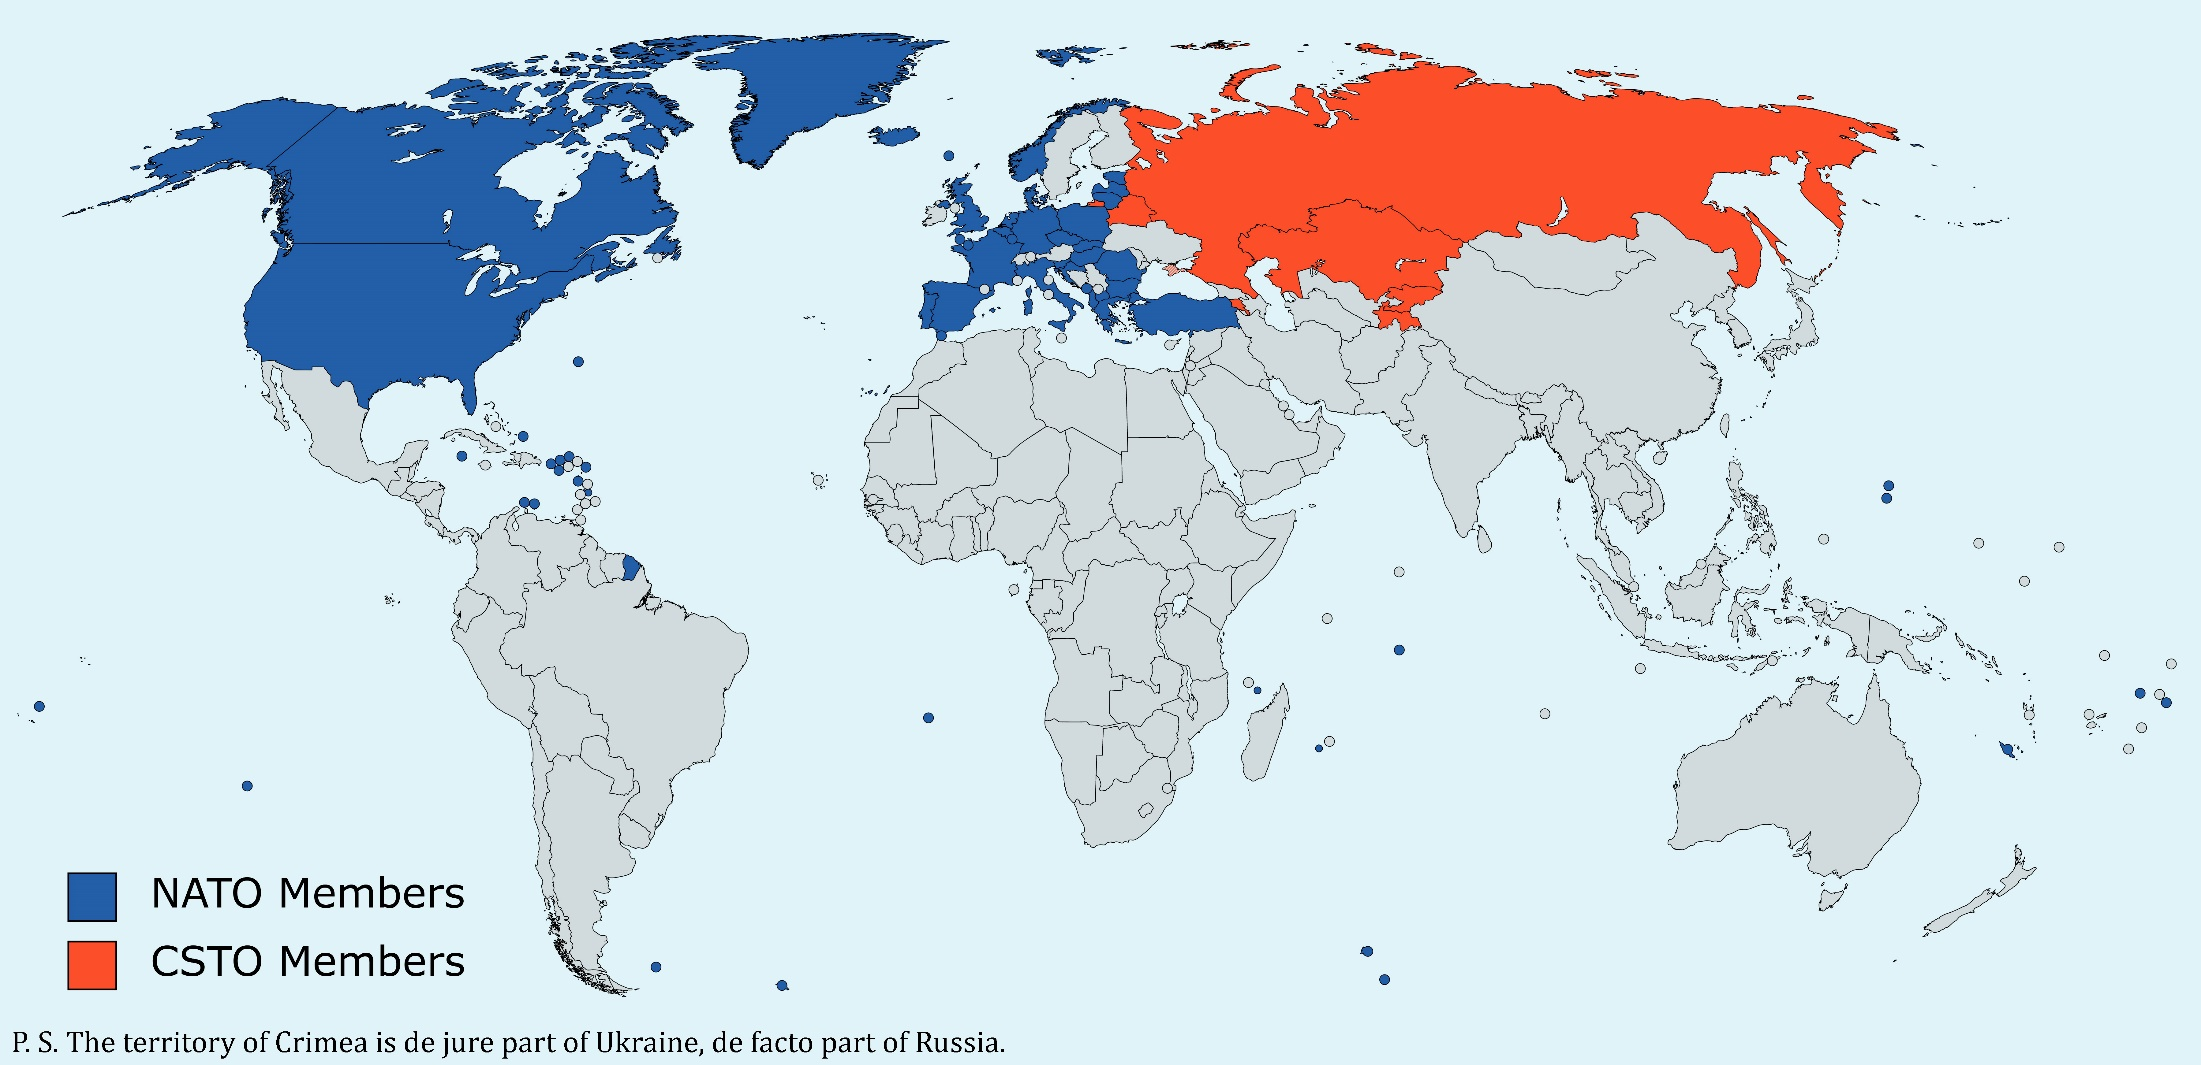 NATO Members
CSTO Members
P. S. The territory of Crimea is de jure part of Ukraine, de facto part of Russia.